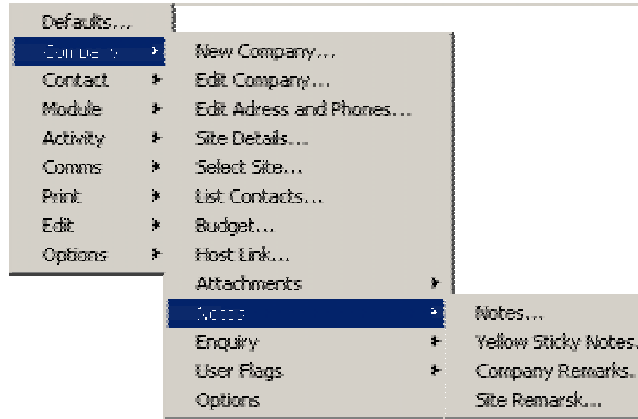 Defaults...
Company
Contact
Module
Activity
Comms
Print
Edit
Options
New Company...
Edit Company...
Edit Adress and Phones...
Site Details...
Select Site...
List Contacts...
Budget...
Host Link...
Attachments
Notes
Enquiry
User Flags
Options
Notes...
Yellow Sticky Notes.
Company Remarks.
Site Remarsk...